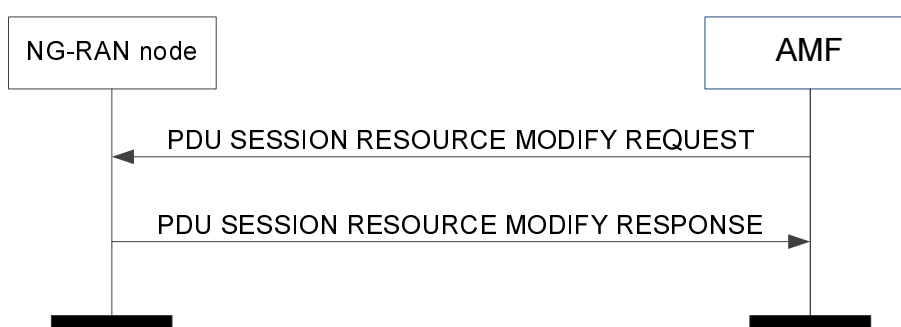 NG-RAN node
AMF
PDU SESSION RESOURCE MODIFY REQUEST
PDU SESSION RESOURCE MODIFY RESPONSE